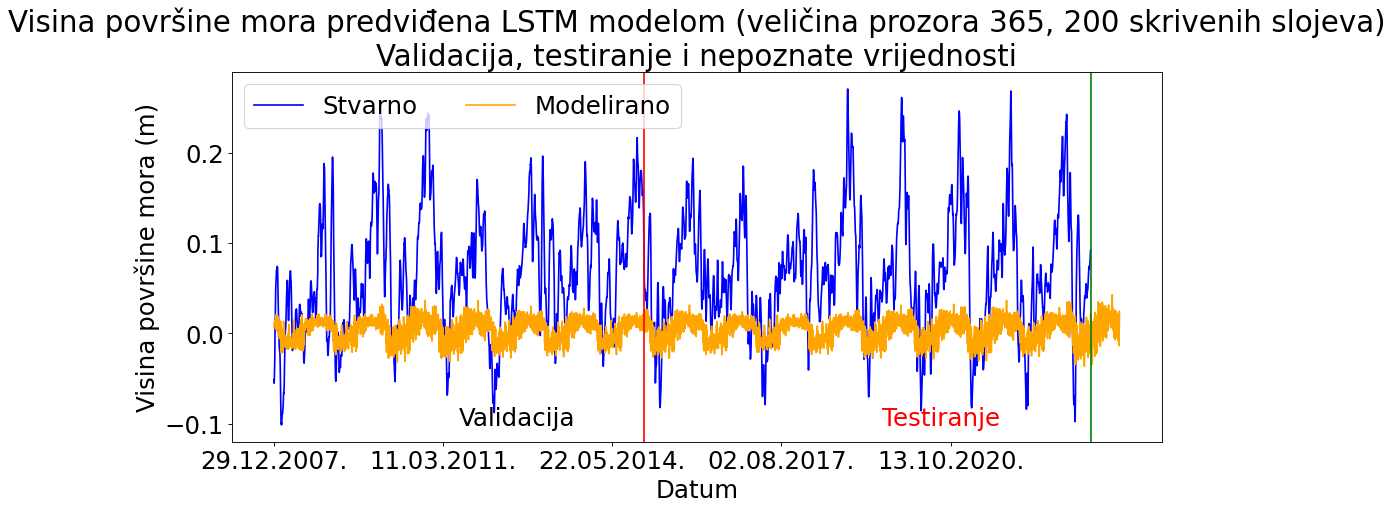 Visina površine mora predviđena LSTM modelom (veličina prozora 365, 200 skrivenih slojeva)
Validacija, testiranje i nepoznate vrijednosti
Stvarno
Modelirano
Visina površine mora (m)
0.2
0.1
0.0
−0.1
Validacija
Testiranje
29.12.2007.
11.03.2011.
22.05.2014.
02.08.2017.
13.10.2020.
Datum